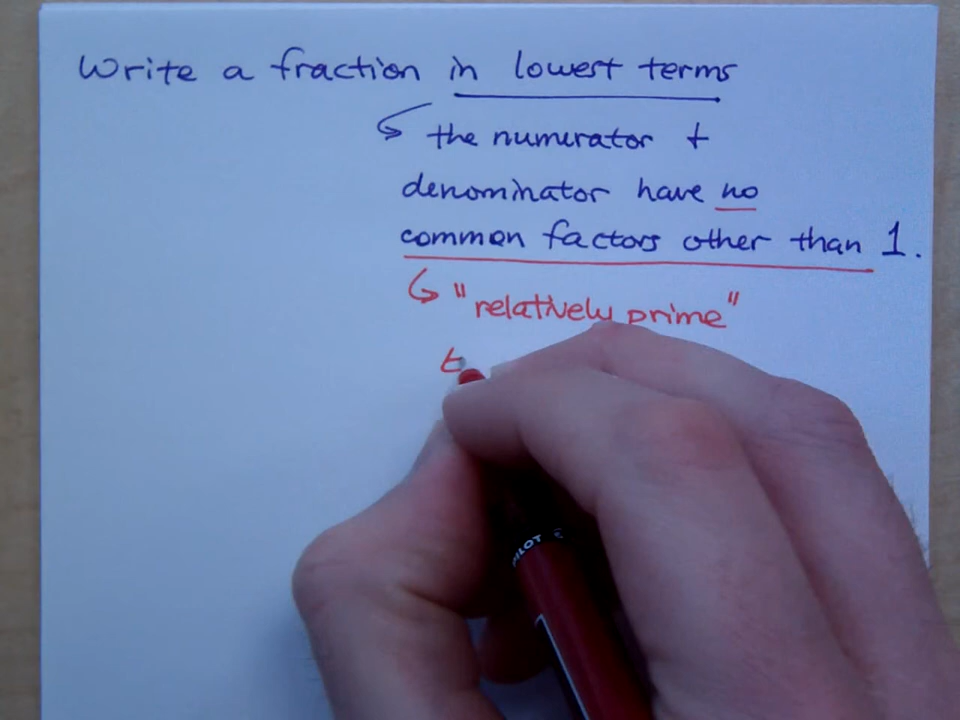 Write a fraction in lowest terms
the numerator +
denominator have no
common factors other than 1.
"relatively prime"
t